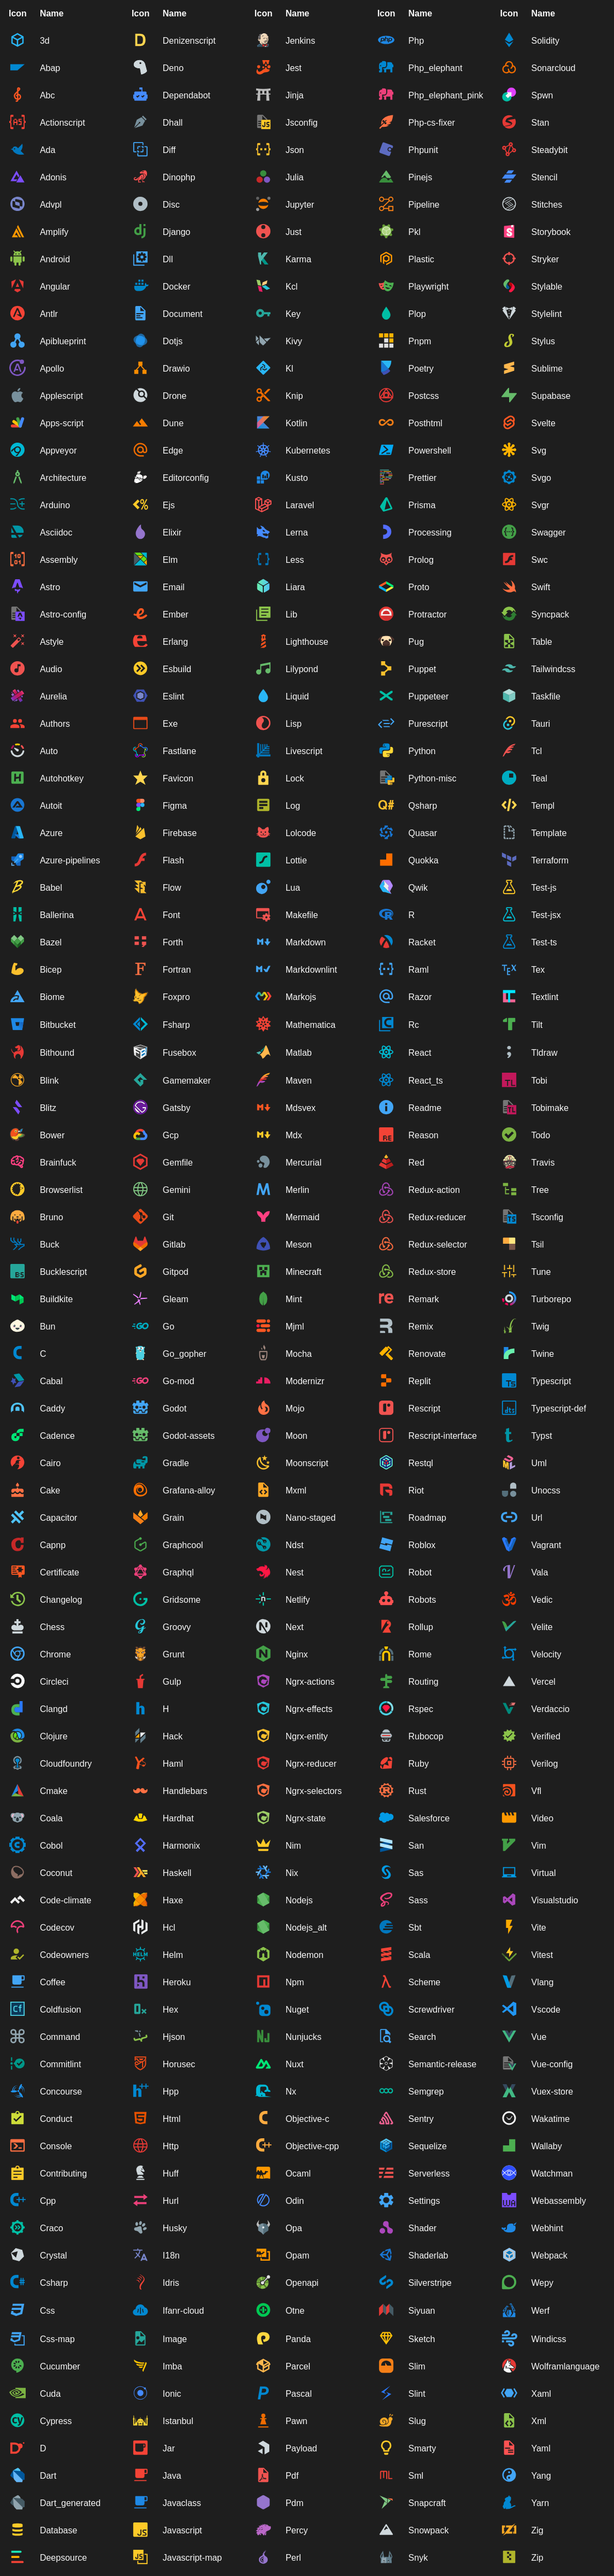 Icon Name
3d
Abap
Abc
Actionscript
Ada
Adonis
Advpl
Amplify
Android
Angular
Antlr
Apiblueprint
Apollo
Applescript
Apps-script
Appveyor
Architecture
Arduino
Asciidoc
Assembly
Astro
Astro-config
Astyle
Audio
Aurelia
Authors
Auto
Autohotkey
Autoit
Azure
Azure-pipelines
Babel
Ballerina
Bazel
Bicep
Biome
Bitbucket
Bithound
Blink
Blitz
Bower
Brainfuck
Browserlist
Bruno
Buck
Bucklescript
Buildkite
Bun
C
Cabal
Caddy
Cadence
Cairo
Cake
Capacitor
Capnp
Certificate
Changelog
Chess
Chrome
Circleci
Clangd
Clojure
Cloudfoundry
Cmake
Coala
Cobol
Coconut
Code-climate
Codecov
Codeowners
Coffee
Coldfusion
Command
Commitlint
Concourse
Conduct
Console
Contributing
Cpp
Craco
Crystal
Csharp
Css
Css-map
Cucumber
Cuda
Cypress
D
Dart
Dart_generated
Database
Deepsource
Icon Name
Denizenscript
Deno
Dependabot
Dhall
Diff
Dinophp
Disc
Django
Dll
Docker
Document
Dotjs
Drawio
Drone
Dune
Edge
Editorconfig
Ejs
Elixir
Elm
Email
Ember
Erlang
Esbuild
Eslint
Exe
Fastlane
Favicon
Figma
Firebase
Flash
Flow
Font
Forth
Fortran
Foxpro
Fsharp
Fusebox
Gamemaker
Gatsby
Gcp
Gemfile
Gemini
Git
Gitlab
Gitpod
Gleam
Go
Go_gopher
Go-mod
Godot
Godot-assets
Gradle
Grafana-alloy
Grain
Graphcool
Graphql
Gridsome
Groovy
Grunt
Gulp
H
Hack
Haml
Handlebars
Hardhat
Harmonix
Haskell
Haxe
Hcl
Helm
Heroku
Hex
Hjson
Horusec
Hpp
Html
Http
Huff
Hurl
Husky
I18n
Idris
Ifanr-cloud
Image
Imba
Ionic
Istanbul
Jar
Java
Javaclass
Javascript
Javascript-map
Icon Name
Jenkins
Jest
Jinja
Jsconfig
Json
Julia
Jupyter
Just
Karma
Kcl
Key
Kivy
Kl
Knip
Kotlin
Kubernetes
Kusto
Laravel
Lerna
Less
Liara
Lib
Lighthouse
Lilypond
Liquid
Lisp
Livescript
Lock
Log
Lolcode
Lottie
Lua
Makefile
Markdown
Markdownlint
Markojs
Mathematica
Matlab
Maven
Mdsvex
Mdx
Mercurial
Merlin
Mermaid
Meson
Minecraft
Mint
Mjml
Mocha
Modernizr
Mojo
Moon
Moonscript
Mxml
Nano-staged
Ndst
Nest
Netlify
Next
Nginx
Ngrx-actions
Ngrx-effects
Ngrx-entity
Ngrx-reducer
Ngrx-selectors
Ngrx-state
Nim
Nix
Nodejs
Nodejs_alt
Nodemon
Npm
Nuget
Nunjucks
Nuxt
Nx
Objective-c
Objective-cpp
Ocaml
Odin
Opa
Opam
Openapi
Otne
Panda
Parcel
Pascal
Pawn
Payload
Pdf
Pdm
Percy
Perl
Icon Name
Php
Php_elephant
Php_elephant_pink
Php-cs-fixer
Phpunit
Pinejs
Pipeline
Pkl
Plastic
Playwright
Plop
Pnpm
Poetry
Postcss
Posthtml
Powershell
Prettier
Prisma
Processing
Prolog
Proto
Protractor
Pug
Puppet
Puppeteer
Purescript
Python
Python-misc
Qsharp
Quasar
Quokka
Qwik
R
Racket
Raml
Razor
Rc
React
React_ts
Readme
Reason
Red
Redux-action
Redux-reducer
Redux-selector
Redux-store
Remark
Remix
Renovate
Replit
Rescript
Rescript-interface
Restql
Riot
Roadmap
Roblox
Robot
Robots
Rollup
Rome
Routing
Rspec
Rubocop
Ruby
Rust
Salesforce
San
Sas
Sass
Sbt
Scala
Scheme
Screwdriver
Search
Semantic-release
Semgrep
Sentry
Sequelize
Serverless
Settings
Shader
Shaderlab
Silverstripe
Siyuan
Sketch
Slim
Slint
Slug
Smarty
Sml
Snapcraft
Snowpack
Snyk
Icon Name
Solidity
Sonarcloud
Spwn
Stan
Steadybit
Stencil
Stitches
Storybook
Stryker
Stylable
Stylelint
Stylus
Sublime
Supabase
Svelte
Svg
Svgo
Svgr
Swagger
Swc
Swift
Syncpack
Table
Tailwindcss
Taskfile
Tauri
Tcl
Teal
Templ
Template
Terraform
Test-js
Test-jsx
Test-ts
Tex
Textlint
Tilt
Tldraw
Tobi
Tobimake
Todo
Travis
Tree
Tsconfig
Tsil
Tune
Turborepo
Twig
Twine
Typescript
Typescript-def
Typst
Uml
Unocss
Url
Vagrant
Vala
Vedic
Velite
Velocity
Vercel
Verdaccio
Verified
Verilog
Vfl
Video
Vim
Virtual
Visualstudio
Vite
Vitest
Vlang
Vscode
Vue
Vue-config
Vuex-store
Wakatime
Wallaby
Watchman
Webassembly
Webhint
Webpack
Wepy
Werf
Windicss
Wolframlanguage
Xaml
Xml
Yaml
Yang
Yarn
Zig
Zip